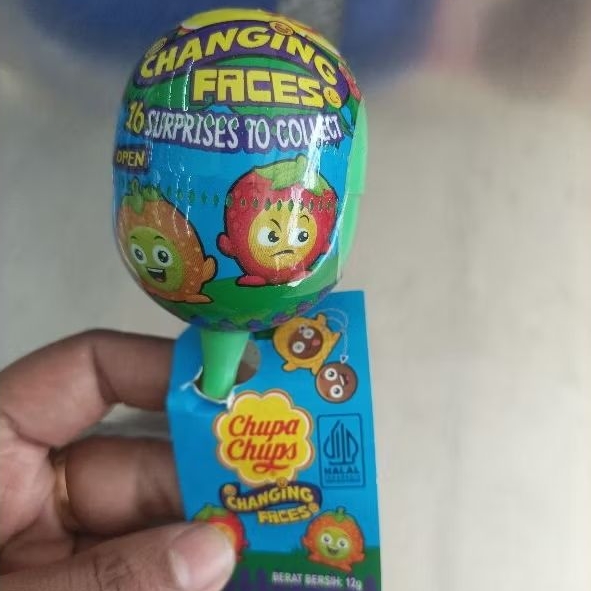 CHANGING
FACES
16 SURPRISES TO COLLECT
OPEN
Chupa
Chups
HALAL
CHANGING
FACES
BERAT BERSIH: 12g